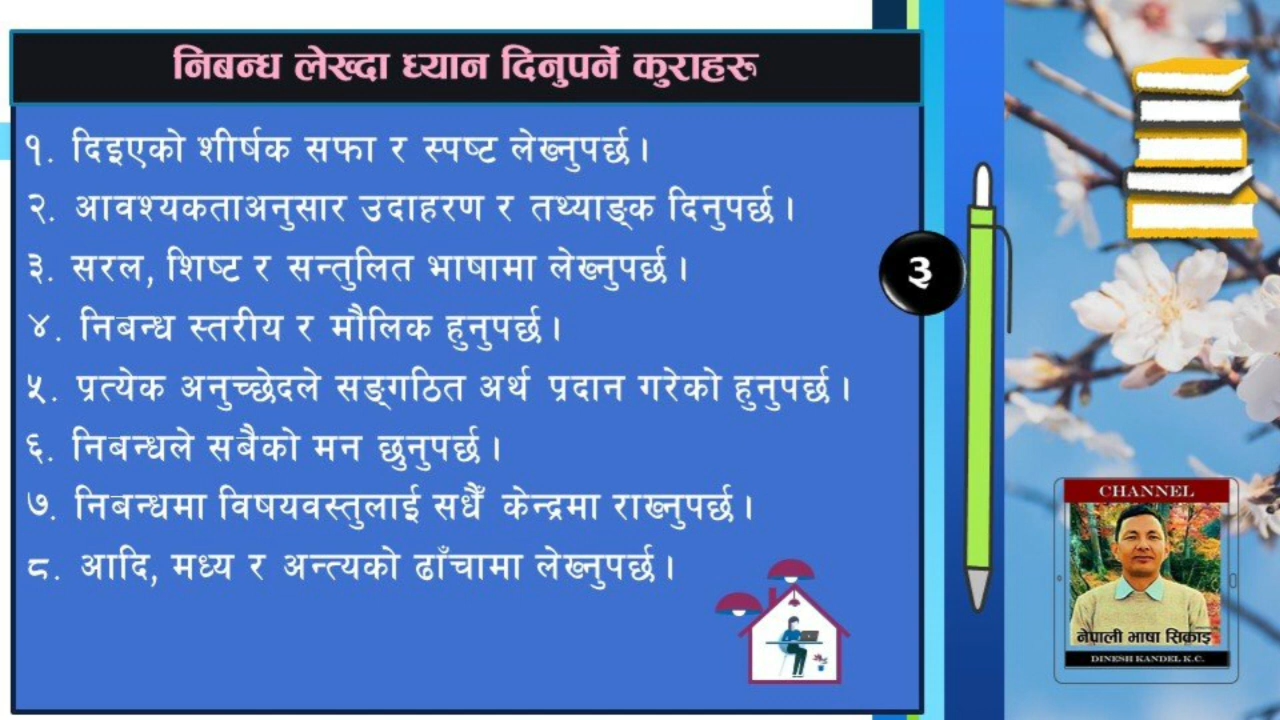 निबन्ध लेख्दा ध्यान दिनुपर्ने कुराहरू
१. दिइएको शीर्षक सफा र स्पष्ट लेख्नुपर्छ ।
२. आवश्यकताअनुसार उदाहरण र तथ्याङ्क दिनुपर्छ ।
३. सरल, शिष्ट र सन्तुलित भाषामा लेख्नुपर्छ ।
४. निबन्ध स्तरीय र मौलिक हुनुपर्छ ।
५. प्रत्येक अनुच्छेदले सङ्गठित अर्थ प्रदान गरेको हुनुपर्छ ।
६. निबन्धले सबैको मन छुनुपर्छ ।
७. निबन्धमा विषयवस्तुलाई सधैँ केन्द्रमा राख्नुपर्छ ।
८. आदि, मध्य र अन्त्यको ढाँचामा लेख्नुपर्छ ।
३
CHANNEL
नेपाली भाषा सिकाइ
DINESH KANDEL K.C.